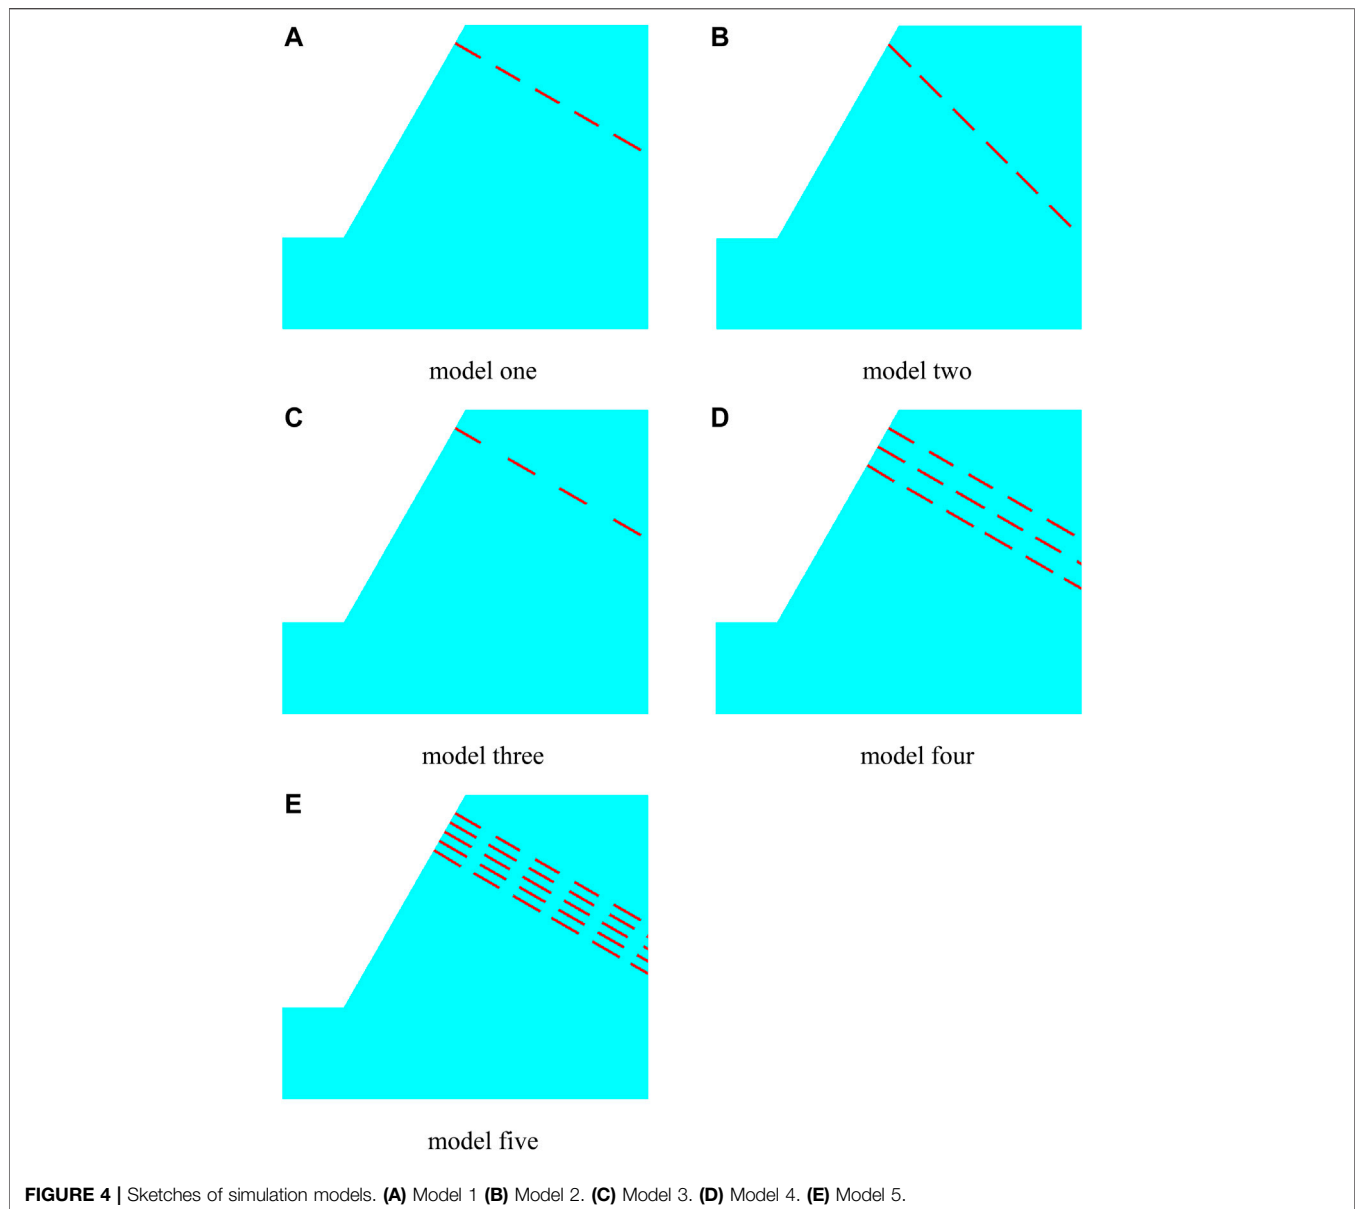 A
B
model one
model two
C
D
model three
model four
E
model five
FIGURE 4 | Sketches of simulation models. (A) Model 1 (B) Model 2. (C) Model 3. (D) Model 4. (E) Model 5.